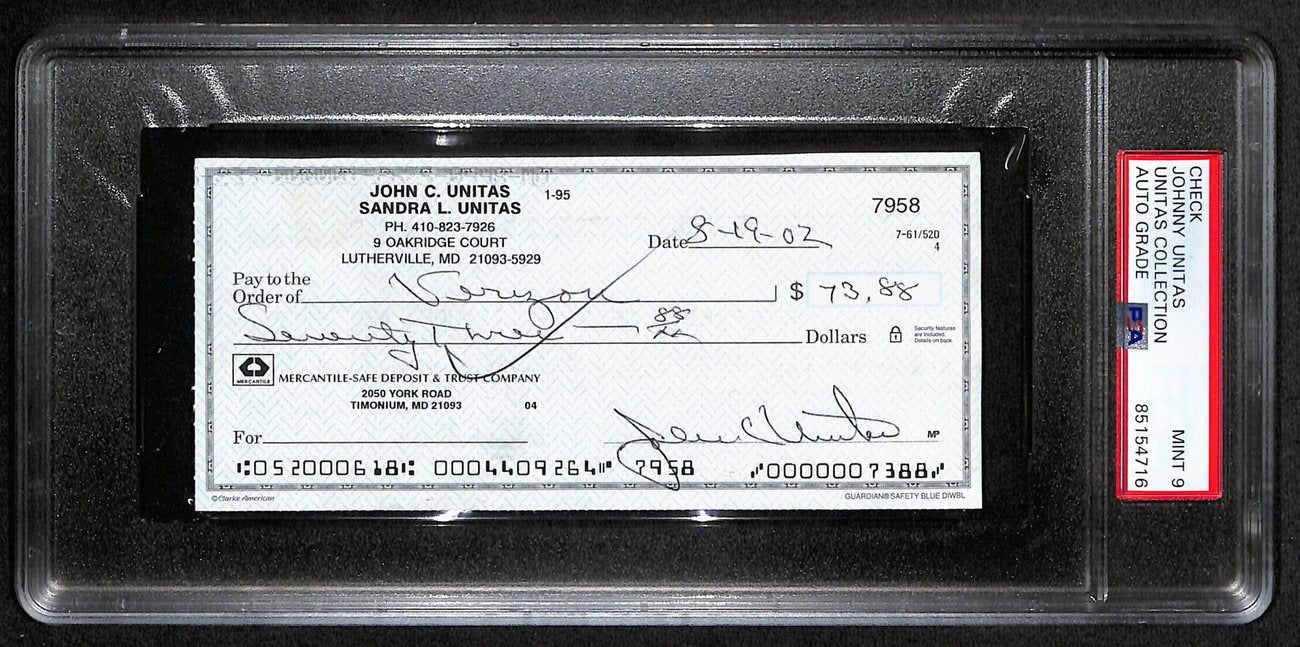 JOHN C. UNITAS 1-95
SANDRA L. UNITAS
PH. 410-823-7926
9 OAKRIDGE COURT
LUTHERVILLE, MD 21093-5929
7958
7-61/520
4
Date 8-19-02
Pay to the
Order of Verizon $ 73,88
Seventy Three 88/ Dollars
Security features
are included.
Details on back.
MERCANTILE
MERCANTILE-SAFE DEPOSIT & TRUST COMPANY
2050 YORK ROAD
TIMONIUM, MD 21093 04
For
John C Unitas MP
⑆052000618⑆ 0004409264⑈ 7958 ⑈0000007388⑈
©Clarke American
GUARDIAN® SAFETY BLUE DIWBL
CHECK
JOHNNY UNITAS
UNITAS COLLECTION
AUTO GRADE
MINT 9
85154716
PSA